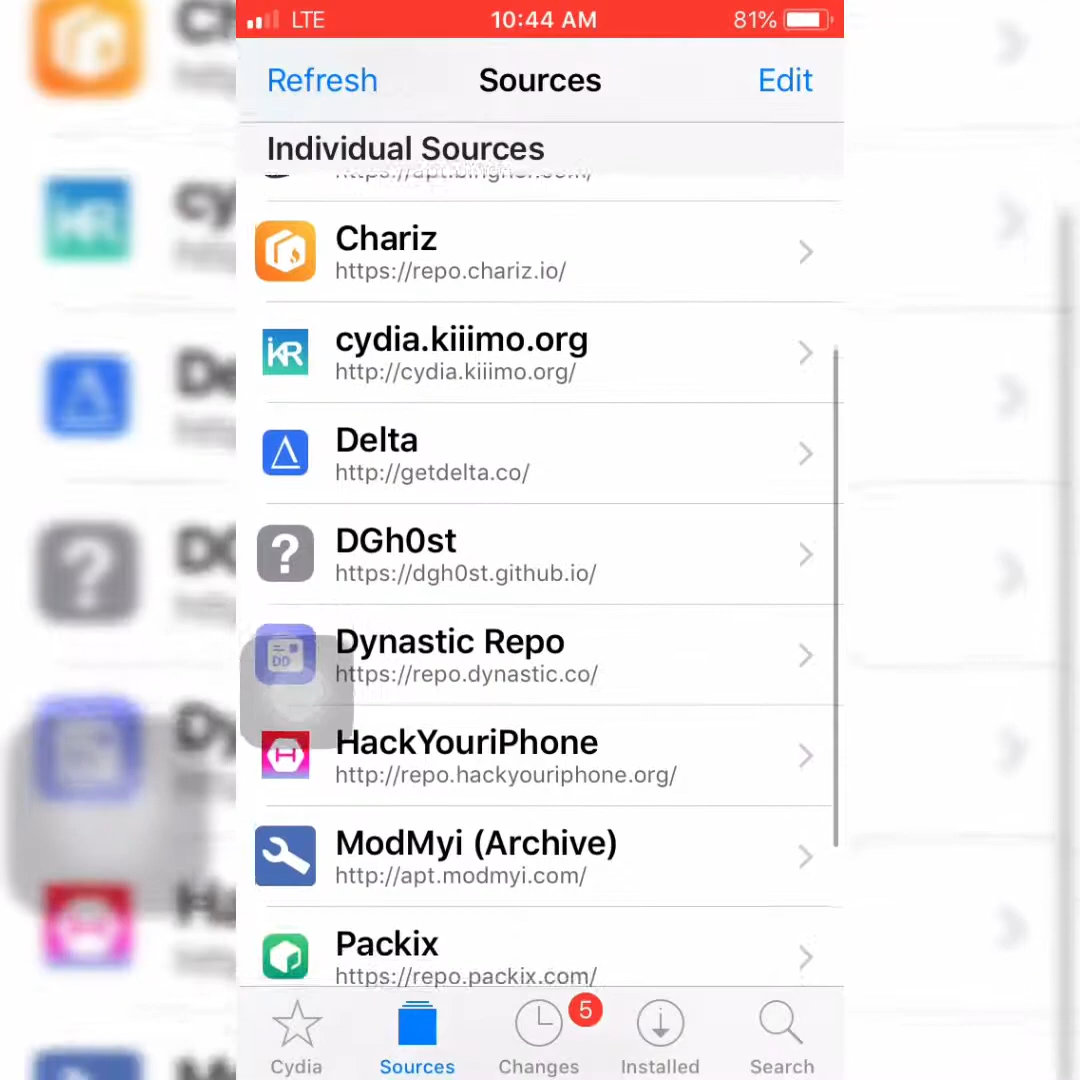 LTE
10:44 AM
81%
Refresh
Sources
Edit
Individual Sources
Chariz
https://repo.chariz.io/
cydia.kiiimo.org
http://cydia.kiiimo.org/
Delta
http://getdelta.co/
DGh0st
https://dgh0st.github.io/
Dynastic Repo
https://repo.dynastic.co/
HackYouriPhone
http://repo.hackyouriphone.org/
ModMyi (Archive)
http://apt.modmyi.com/
Packix
https://repo.packix.com/
Cydia
Sources
Changes
5
Installed
Search